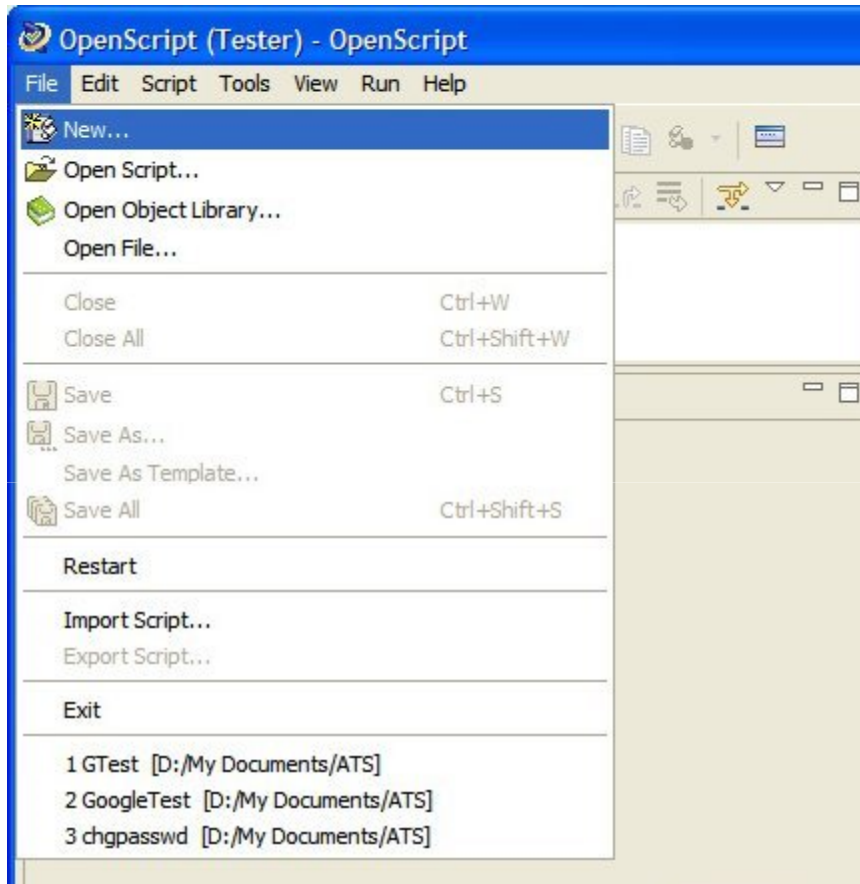 OpenScript (Tester) - OpenScript
File Edit Script Tools View Run Help
New...
Open Script...
Open Object Library...
Open File...
Close Ctrl+W
Close All Ctrl+Shift+W
Save Ctrl+S
Save As...
Save As Template...
Save All Ctrl+Shift+S
Restart
Import Script...
Export Script...
Exit
1 GTest [D:/My Documents/ATS]
2 GoogleTest [D:/My Documents/ATS]
3 chgpasswd [D:/My Documents/ATS]